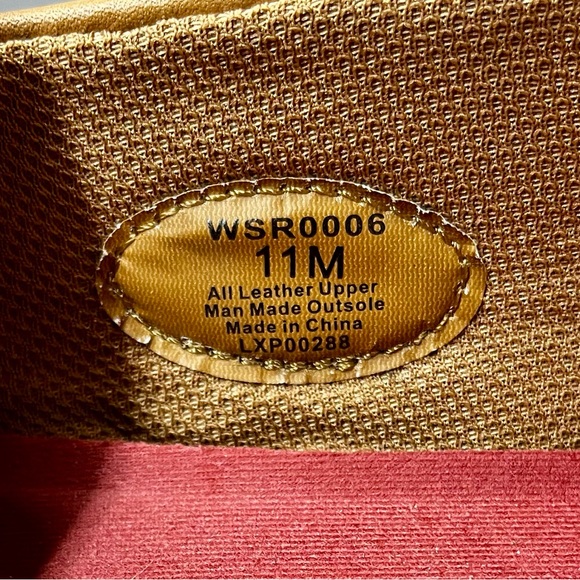 WSR0006
11M
All Leather Upper
Man Made Outsole
Made in China
LXP00288